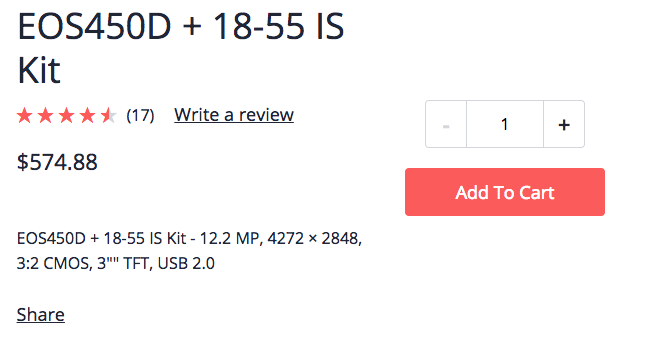 EOS450D + 18-55 IS
Kit
(17) Write a review
- 1 +
$574.88
Add To Cart
EOS450D + 18-55 IS Kit - 12.2 MP, 4272 × 2848,
3:2 CMOS, 3"" TFT, USB 2.0
Share